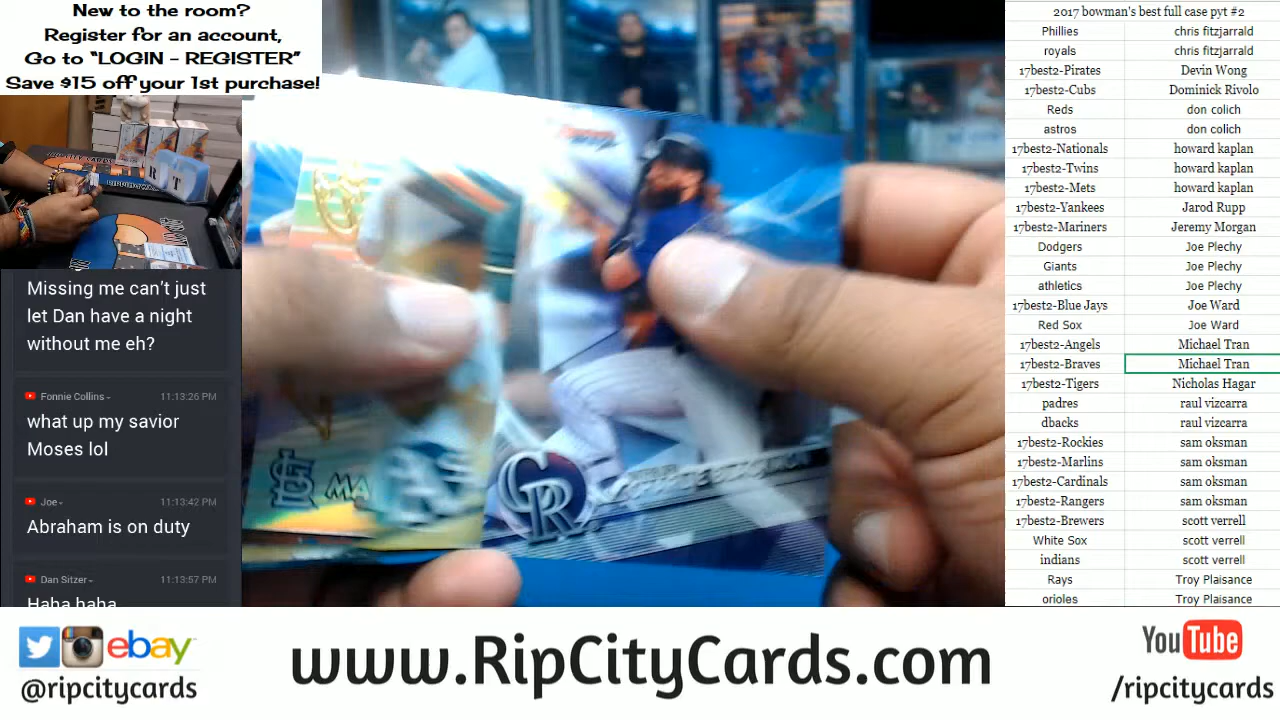 New to the room?
Register for an account,
Go to "LOGIN - REGISTER"
Save $15 off your 1st purchase!
Missing me can't just
let Dan have a night
without me eh?
Fonnie Collins
11:13:26 PM
what up my savior
Moses lol
Joe
11:13:42 PM
Abraham is on duty
Dan Sitzer
11:13:57 PM
Haha haha
CR
2017 bowman's best full case pyt #2
Phillies chris fitzjarrald
royals chris fitzjarrald
17best2-Pirates Devin Wong
17best2-Cubs Dominick Rivolo
Reds don colich
astros don colich
17best2-Nationals howard kaplan
17best2-Twins howard kaplan
17best2-Mets howard kaplan
17best2-Yankees Jarod Rupp
17best2-Mariners Jeremy Morgan
Dodgers Joe Plechy
Giants Joe Plechy
athletics Joe Plechy
17best2-Blue Jays Joe Ward
Red Sox Joe Ward
17best2-Angels Michael Tran
17best2-Braves Michael Tran
17best2-Tigers Nicholas Hagar
padres raul vizcarra
dbacks raul vizcarra
17best2-Rockies sam oksman
17best2-Marlins sam oksman
17best2-Cardinals sam oksman
17best2-Rangers sam oksman
17best2-Brewers scott verrell
White Sox scott verrell
indians scott verrell
Rays Troy Plaisance
orioles Troy Plaisance
ebay
@ripcitycards
www.RipCityCards.com
YouTube
/ripcitycards